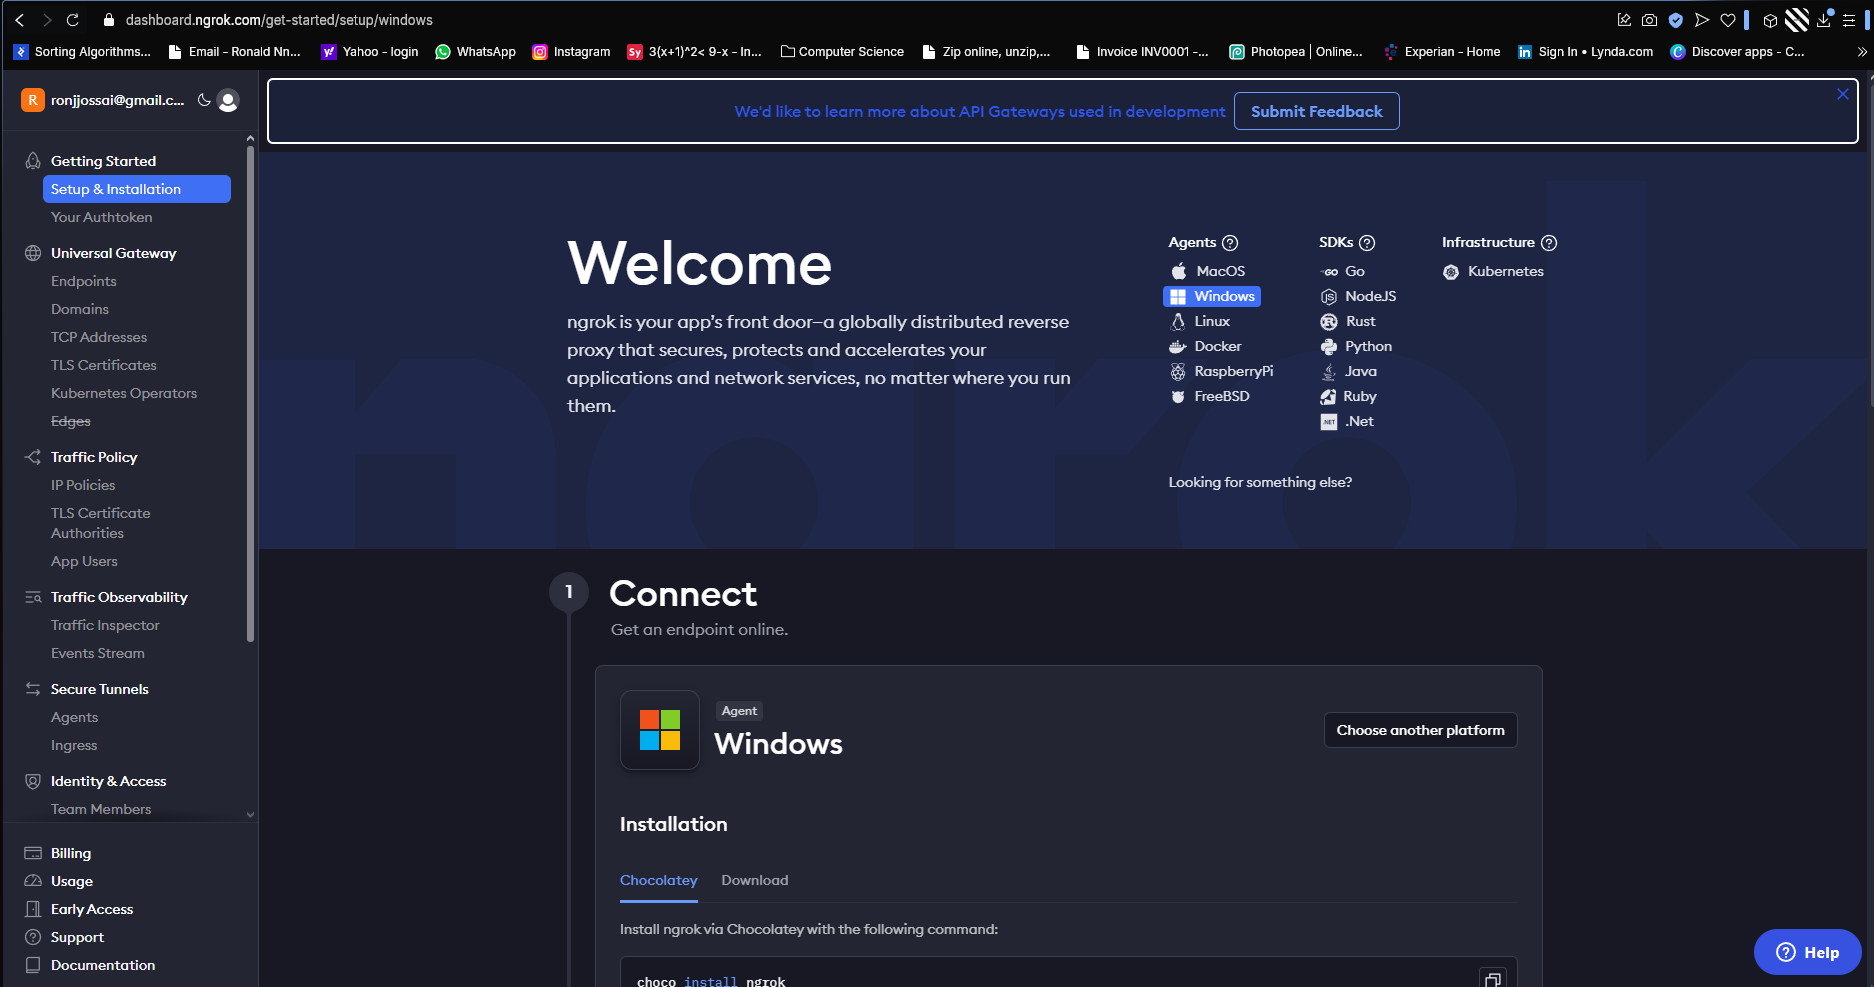 dashboard.ngrok.com/get-started/setup/windows
Sorting Algorithms...
Email - Ronald Nn...
Yahoo - login
WhatsApp
Instagram
Sy
3(x+1)^2< 9-x - In...
Computer Science
Zip online, unzip,...
Invoice INV0001 -...
Photopea | Online...
Experian - Home
in
Sign In • Lynda.com
Discover apps - C...
R
ronjjossai@gmail.c...
Getting Started
Setup & Installation
Your Authtoken
Universal Gateway
Endpoints
Domains
TCP Addresses
TLS Certificates
Kubernetes Operators
Edges
Traffic Policy
IP Policies
TLS Certificate
Authorities
App Users
Traffic Observability
Traffic Inspector
Events Stream
Secure Tunnels
Agents
Ingress
Identity & Access
Team Members
Billing
Usage
Early Access
Support
Documentation
We'd like to learn more about API Gateways used in development
Submit Feedback
ngrok
Welcome
ngrok is your app's front door—a globally distributed reverse
proxy that secures, protects and accelerates your
applications and network services, no matter where you run
them.
Agents
MacOS
Windows
Linux
Docker
RaspberryPi
FreeBSD
SDKs
Go
NodeJS
Rust
Python
Java
Ruby
.Net
Infrastructure
Kubernetes
Looking for something else?
1
Connect
Get an endpoint online.
Agent
Windows
Choose another platform
Installation
Chocolatey
Download
Install ngrok via Chocolatey with the following command:
choco install ngrok
Help